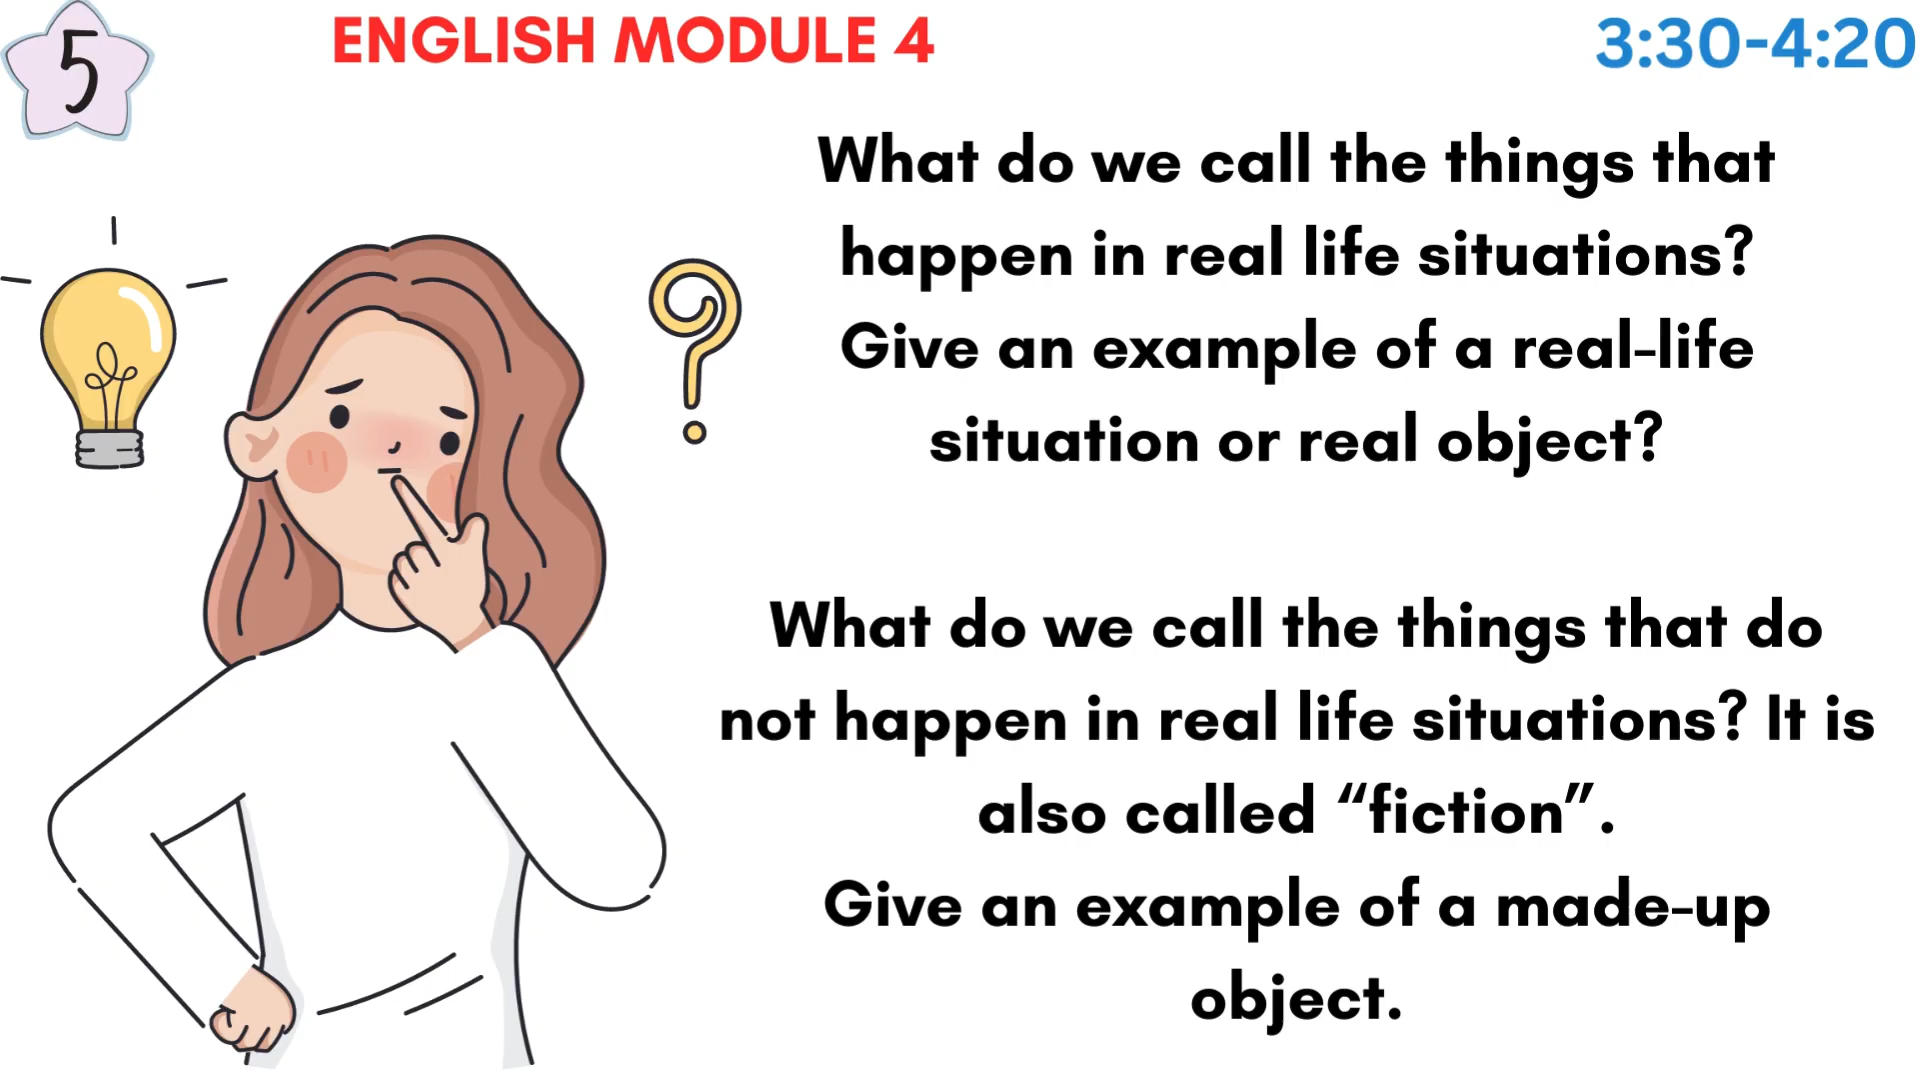 5
ENGLISH MODULE 4
3:30-4:20
What do we call the things that
happen in real life situations?
Give an example of a real-life
situation or real object?
What do we call the things that do
not happen in real life situations? It is
also called “fiction”.
Give an example of a made-up
object.